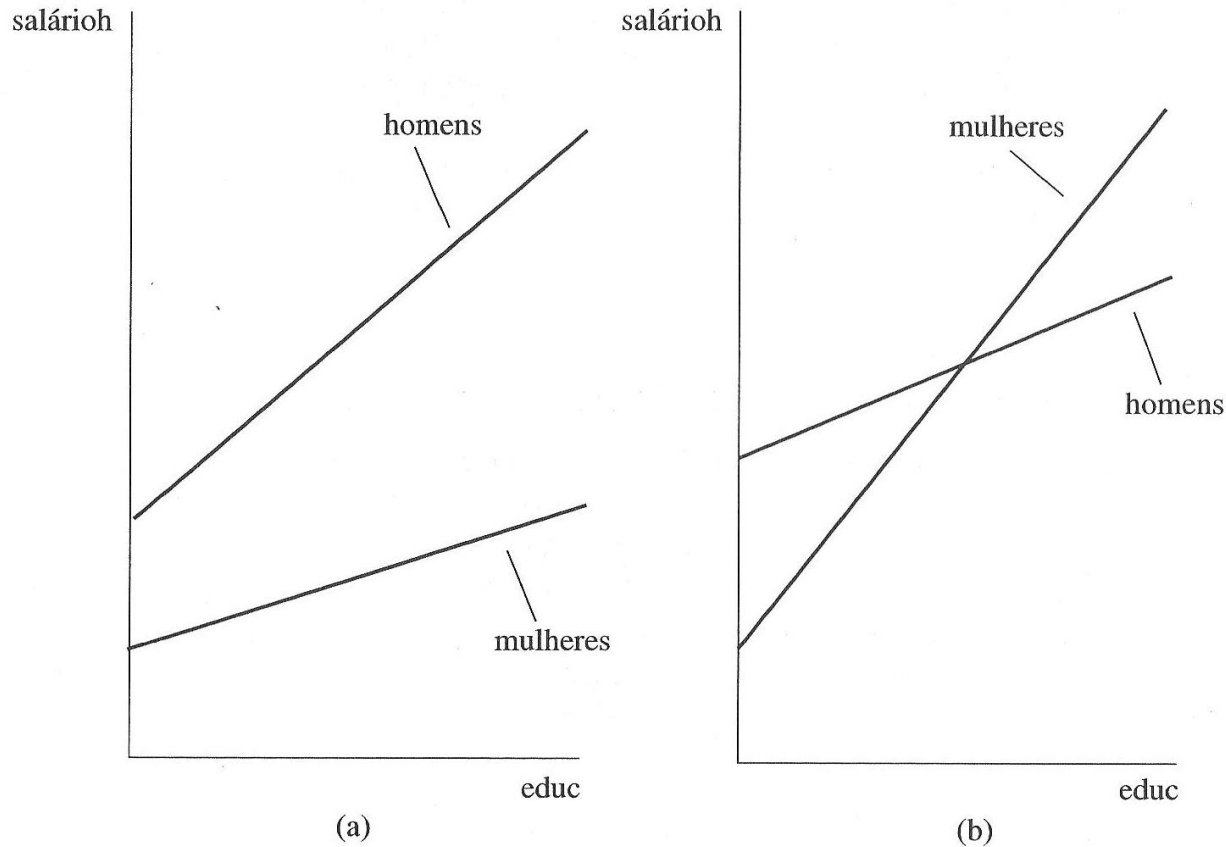 salárioh
homens
mulheres
educ
(a)
salárioh
mulheres
homens
educ
(b)